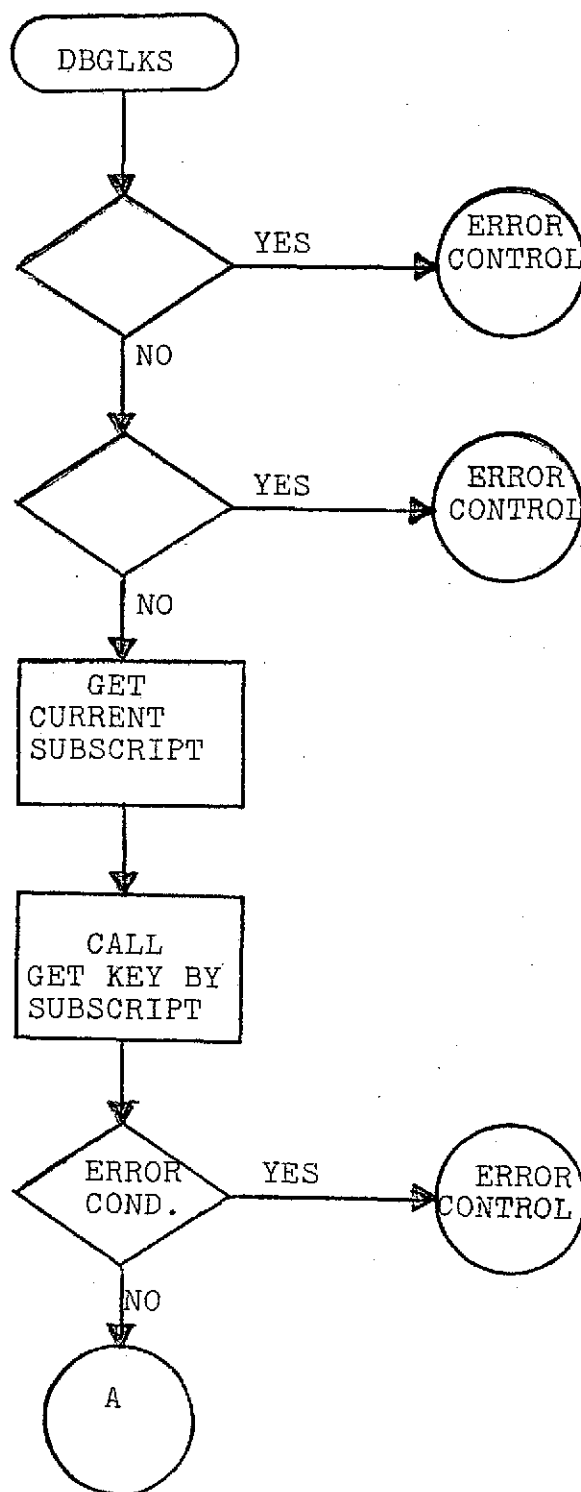 DBGLKS
YES
ERROR
CONTROL
NO
YES
ERROR
CONTROL
NO
GET
CURRENT
SUBSCRIPT
CALL
GET KEY BY
SUBSCRIPT
ERROR
COND.
YES
ERROR
CONTROL
NO
A